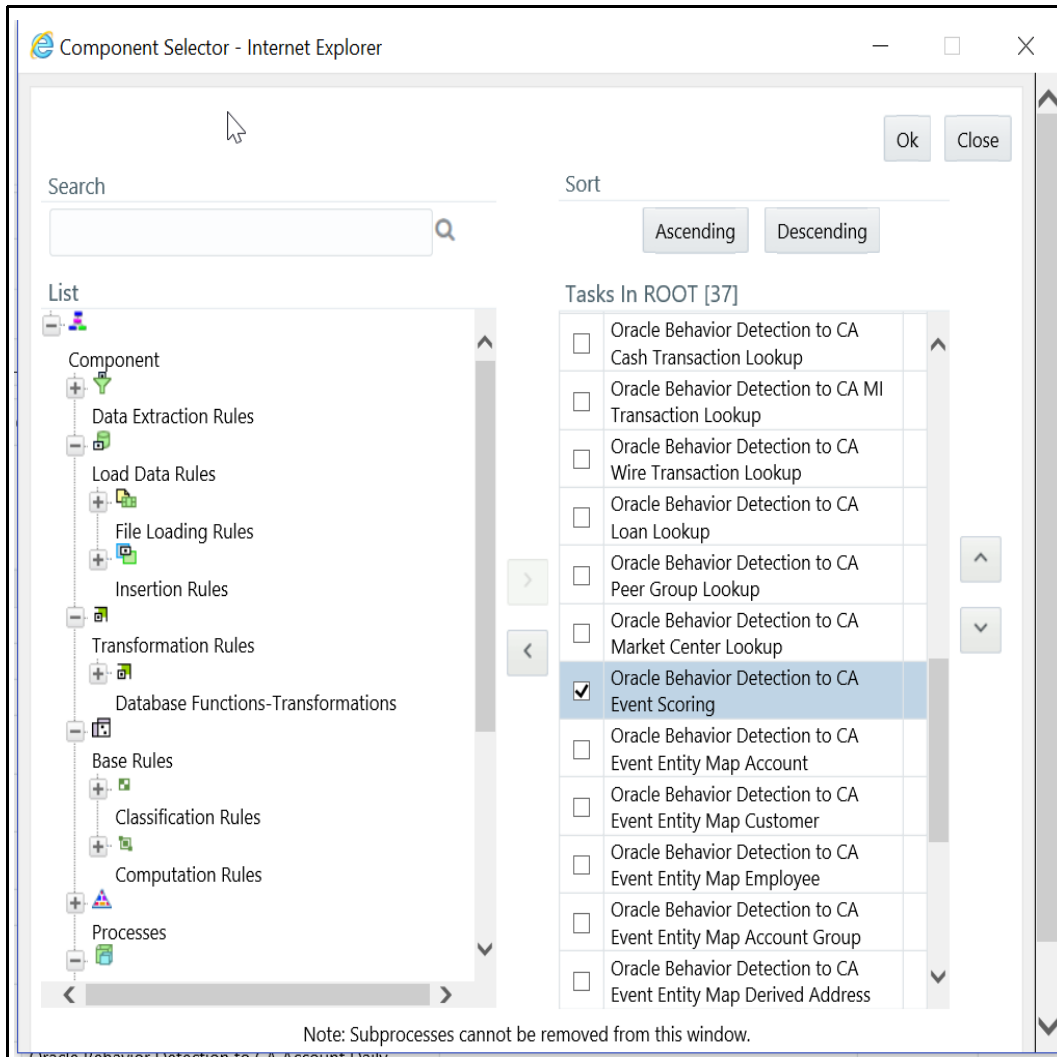 Component Selector - Internet Explorer
Ok
Close
Search
Sort
Ascending
Descending
List
Tasks In ROOT [37]
Component
Data Extraction Rules
Load Data Rules
File Loading Rules
Insertion Rules
Transformation Rules
Database Functions-Transformations
Base Rules
Classification Rules
Computation Rules
Processes
Oracle Behavior Detection to CA
Cash Transaction Lookup
Oracle Behavior Detection to CA MI
Transaction Lookup
Oracle Behavior Detection to CA
Wire Transaction Lookup
Oracle Behavior Detection to CA
Loan Lookup
Oracle Behavior Detection to CA
Peer Group Lookup
Oracle Behavior Detection to CA
Market Center Lookup
Oracle Behavior Detection to CA
Event Scoring
Oracle Behavior Detection to CA
Event Entity Map Account
Oracle Behavior Detection to CA
Event Entity Map Customer
Oracle Behavior Detection to CA
Event Entity Map Employee
Oracle Behavior Detection to CA
Event Entity Map Account Group
Oracle Behavior Detection to CA
Event Entity Map Derived Address
Note: Subprocesses cannot be removed from this window.
Oracle Behavior Detection to CA Account Daily